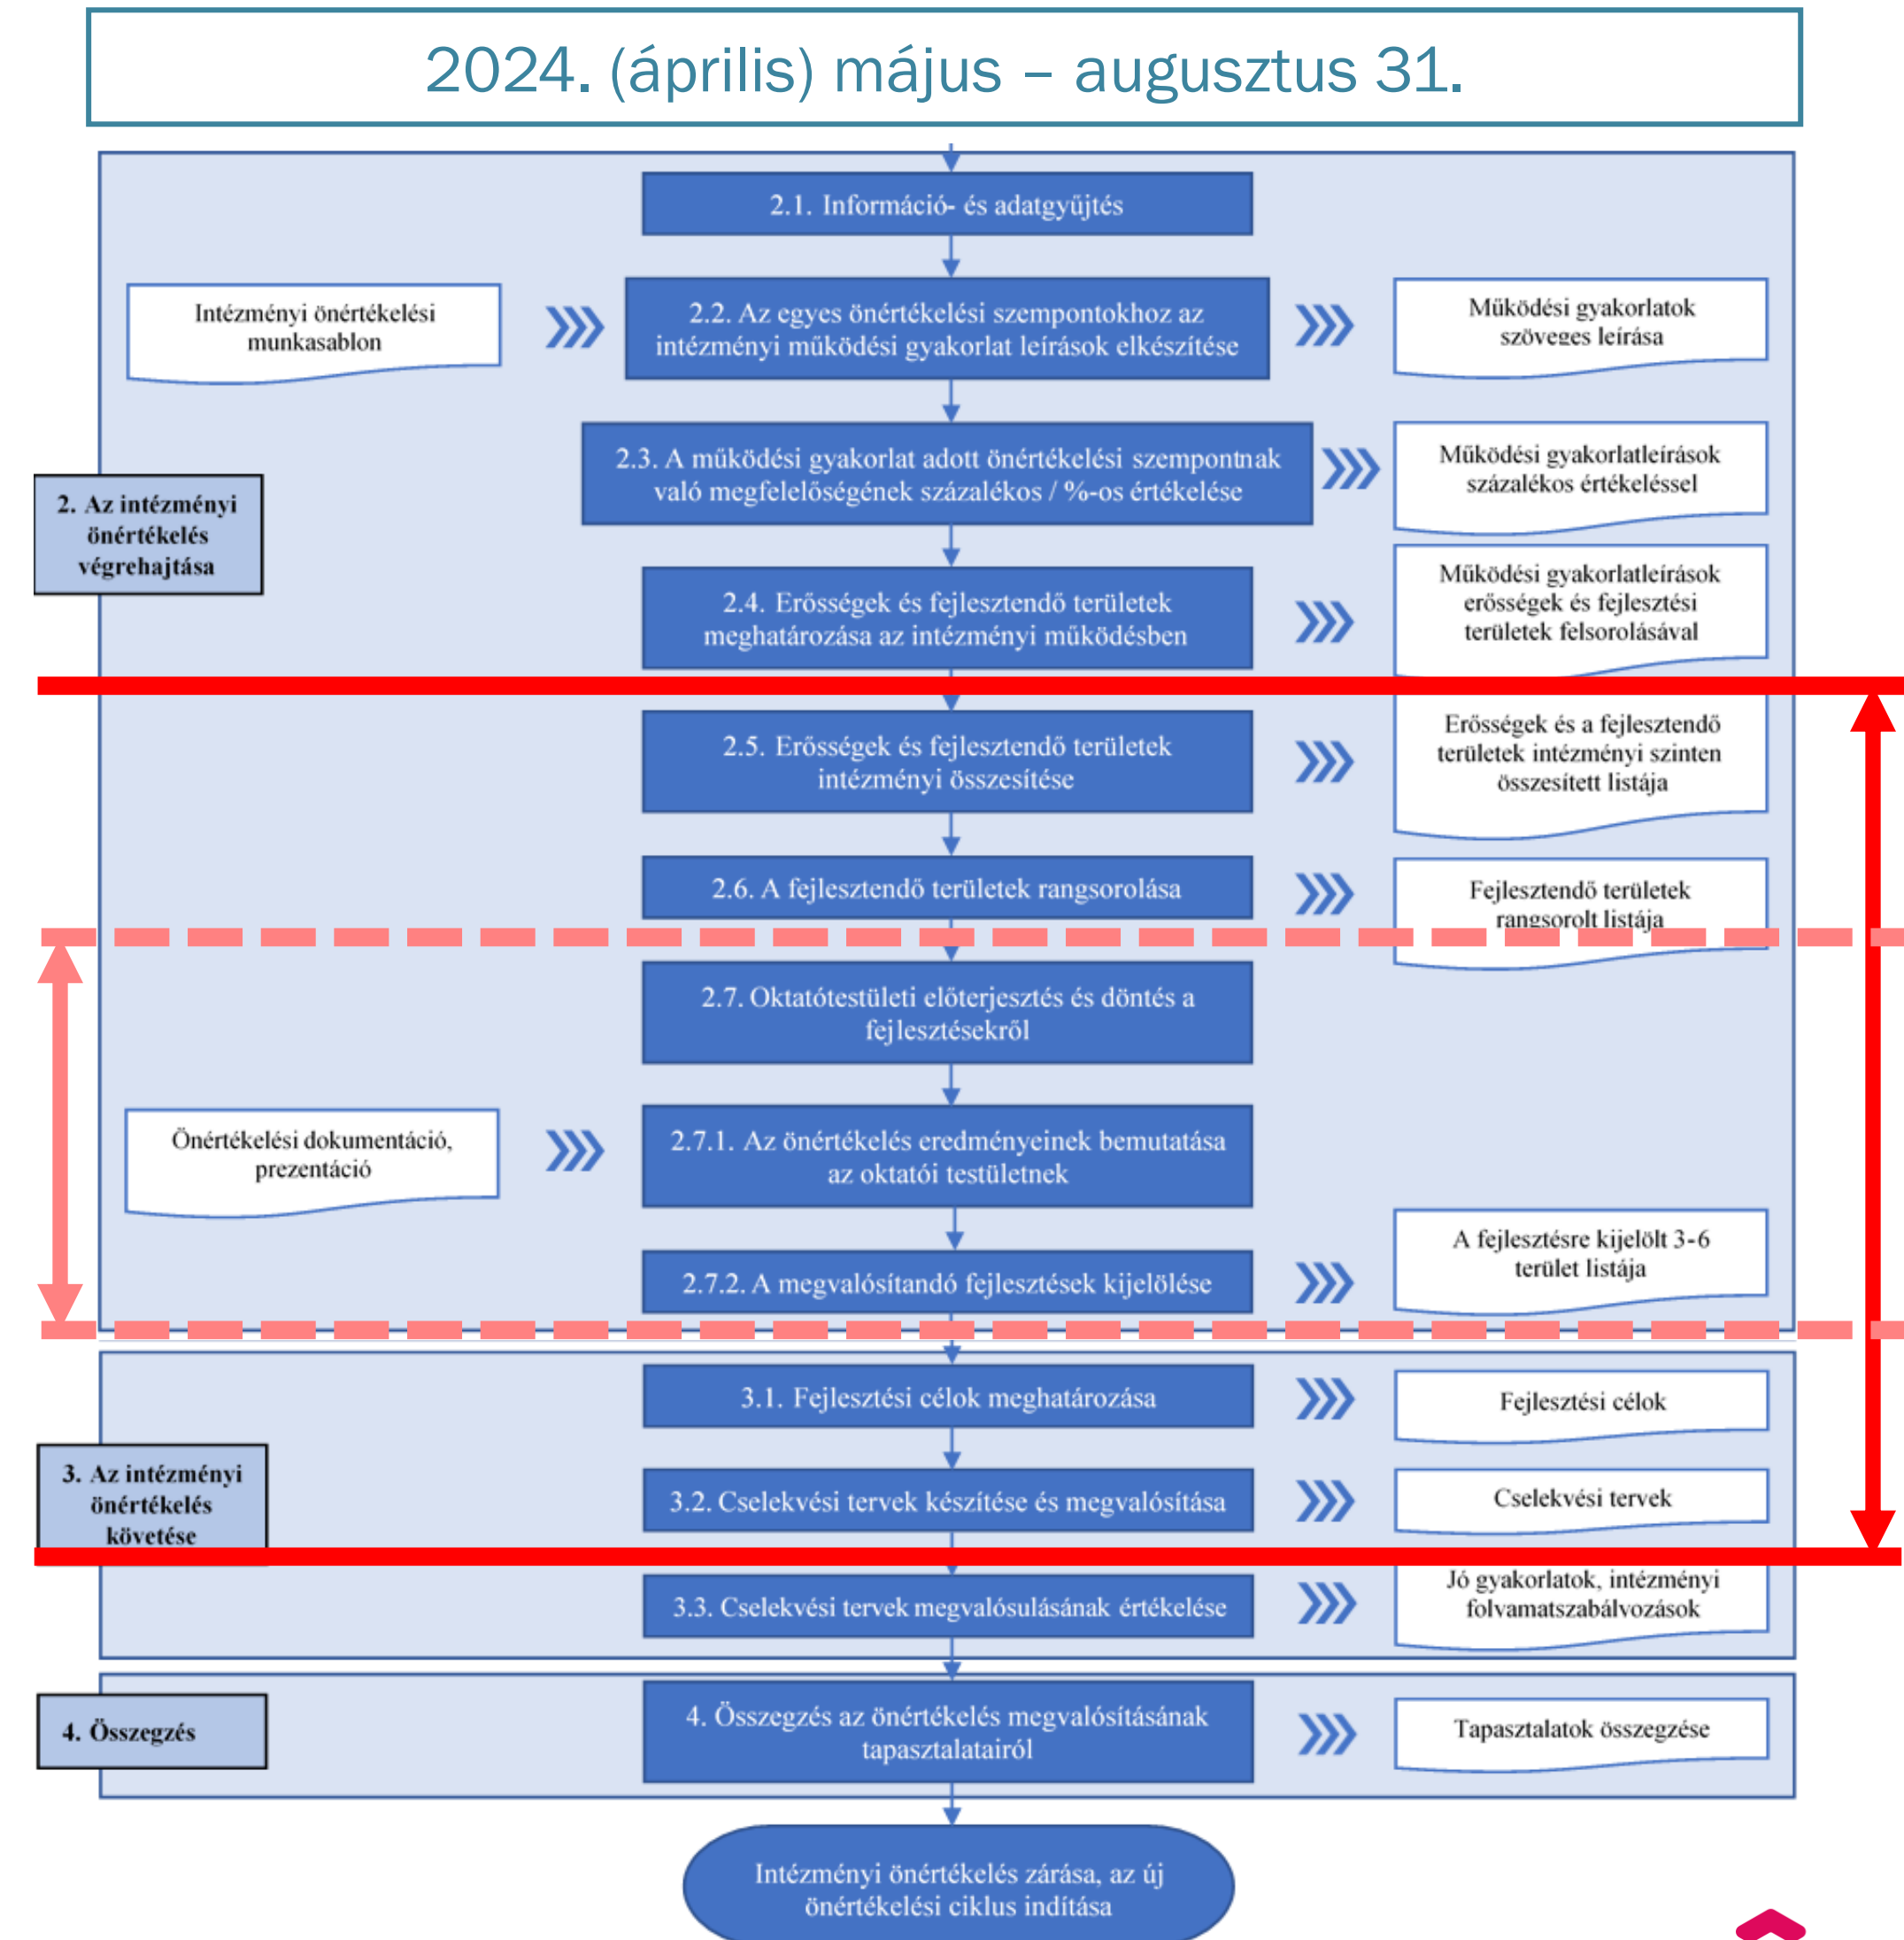 2024. (április) május – augusztus 31.
2.1. Információ- és adatgyűjtés
Intézményi önértékelési
munkasablon
2.2. Az egyes önértékelési szempontokhoz az
intézményi működési gyakorlat leírások elkészítése
Működési gyakorlatok
szöveges leírása
2.3. A működési gyakorlat adott önértékelési szempontnak
való megfelelőségének százalékos / %-os értékelése
Működési gyakorlatleírások
százalékos értékeléssel
2. Az intézményi
önértékelés
végrehajtása
2.4. Erősségek és fejlesztendő területek
meghatározása az intézményi működésben
Működési gyakorlatleírások
erősségek és fejlesztési
területek felsorolásával
2.5. Erősségek és fejlesztendő területek
intézményi összesítése
Erősségek és a fejlesztendő
területek intézményi szinten
összesített listája
2.6. A fejlesztendő területek rangsorolása
Fejlesztendő területek
rangsorolt listája
2.7. Oktatótestületi előterjesztés és döntés a
fejlesztésekről
Önértékelési dokumentáció,
prezentáció
2.7.1. Az önértékelés eredményeinek bemutatása
az oktatói testületnek
2.7.2. A megvalósítandó fejlesztések kijelölése
A fejlesztésre kijelölt 3-6
terület listája
3.1. Fejlesztési célok meghatározása
Fejlesztési célok
3. Az intézményi
önértékelés
követése
3.2. Cselekvési tervek készítése és megvalósítása
Cselekvési tervek
3.3. Cselekvési tervek megvalósulásának értékelése
Jó gyakorlatok, intézményi
folyamatszabályozások
4. Összegzés
4. Összegzés az önértékelés megvalósításának
tapasztalatairól
Tapasztalatok összegzése
Intézményi önértékelés zárása, az új
önértékelési ciklus indítása